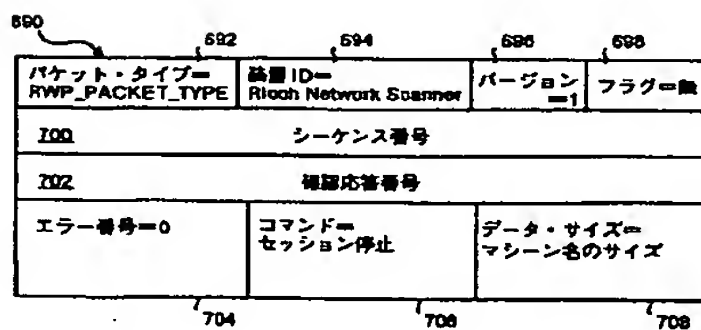 690
692 694 696 698
パケット・タイプ=
RWP_PACKET_TYPE
装置ID=
Ricoh Network Scanner
バージョン
=1
フラグ=無
700 シーケンス番号
702 確認応答番号
エラー番号=0
コマンド=
セッション停止
データ・サイズ=
マシーン名のサイズ
704 706 708